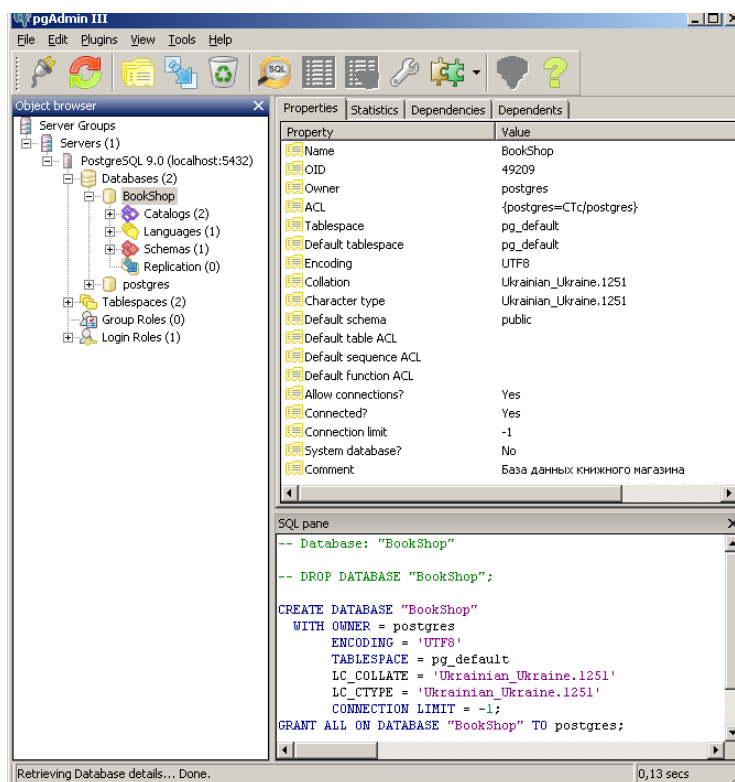 pgAdmin III
File Edit Plugins View Tools Help
SQL
Object browser
Server Groups
Servers (1)
PostgreSQL 9.0 (localhost:5432)
Databases (2)
BookShop
Catalogs (2)
Languages (1)
Schemas (1)
Replication (0)
postgres
Tablespaces (2)
Group Roles (0)
Login Roles (1)
Properties Statistics Dependencies Dependents
Property Value
Name BookShop
OID 49209
Owner postgres
ACL {postgres=CTc/postgres}
Tablespace pg_default
Default tablespace pg_default
Encoding UTF8
Collation Ukrainian_Ukraine.1251
Character type Ukrainian_Ukraine.1251
Default schema public
Default table ACL
Default sequence ACL
Default function ACL
Allow connections? Yes
Connected? Yes
Connection limit -1
System database? No
Comment База данных книжного магазина
SQL pane
-- Database: "BookShop"
-- DROP DATABASE "BookShop";
CREATE DATABASE "BookShop"
WITH OWNER = postgres
ENCODING = 'UTF8'
TABLESPACE = pg_default
LC_COLLATE = 'Ukrainian_Ukraine.1251'
LC_CTYPE = 'Ukrainian_Ukraine.1251'
CONNECTION LIMIT = -1;
GRANT ALL ON DATABASE "BookShop" TO postgres;
Retrieving Database details... Done. 0,13 secs